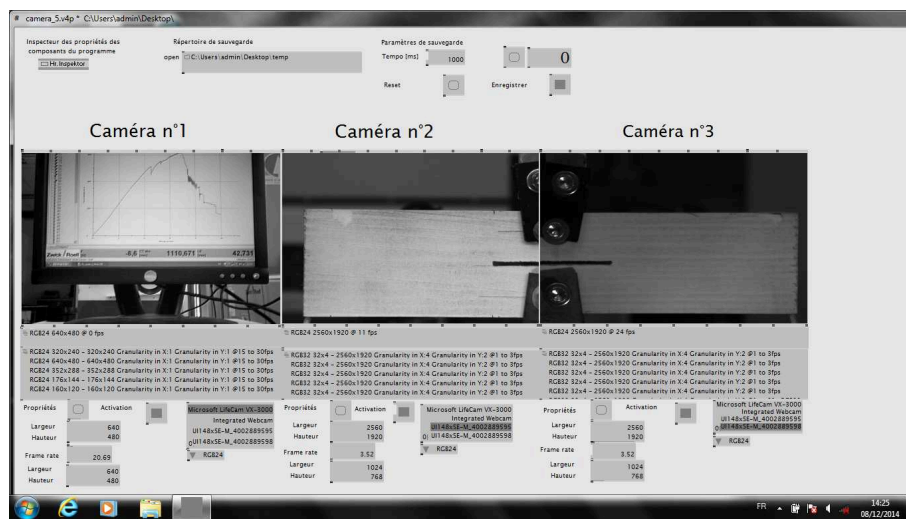 camera_5.v4p * C:\Users\admin\Desktop\
Inspecteur des propriétés des
composants du programme
Hr. Inspektor
Répertoire de sauvegarde
open C:\Users\admin\Desktop\temp
Paramètres de sauvegarde
Tempo [ms] 1000
0
Reset
Enregistrer
Caméra n°1 Caméra n°2 Caméra n°3
Zwick / Roell -8,6 1110,671 42,731
RGB24 640x480 @ 0 fps
RGB24 320x240 - 320x240 Granularity in X:1 Granularity in Y:1 @15 to 30fps
RGB24 640x480 - 640x480 Granularity in X:1 Granularity in Y:1 @15 to 30fps
RGB24 352x288 - 352x288 Granularity in X:1 Granularity in Y:1 @15 to 30fps
RGB24 176x144 - 176x144 Granularity in X:1 Granularity in Y:1 @15 to 30fps
RGB24 160x120 - 160x120 Granularity in X:1 Granularity in Y:1 @15 to 30fps
RGB24 2560x1920 @ 11 fps
RGB32 32x4 - 2560x1920 Granularity in X:4 Granularity in Y:2 @1 to 3fps
RGB32 32x4 - 2560x1920 Granularity in X:4 Granularity in Y:2 @1 to 3fps
RGB32 32x4 - 2560x1920 Granularity in X:4 Granularity in Y:2 @1 to 3fps
RGB32 32x4 - 2560x1920 Granularity in X:4 Granularity in Y:2 @1 to 3fps
RGB32 32x4 - 2560x1920 Granularity in X:4 Granularity in Y:2 @1 to 3fps
RGB24 2560x1920 @ 24 fps
RGB32 32x4 - 2560x1920 Granularity in X:4 Granularity in Y:2 @1 to 3fps
RGB32 32x4 - 2560x1920 Granularity in X:4 Granularity in Y:2 @1 to 3fps
RGB32 32x4 - 2560x1920 Granularity in X:4 Granularity in Y:2 @1 to 3fps
RGB32 32x4 - 2560x1920 Granularity in X:4 Granularity in Y:2 @1 to 3fps
Propriétés Activation
Largeur 640
Hauteur 480
Frame rate 20.69
Largeur 640
Hauteur 480
Microsoft LifeCam VX-3000
Integrated Webcam
UI148xSE-M_4002889595
UI148xSE-M_4002889598
RGB24
Propriétés Activation
Largeur 2560
Hauteur 1920
Frame rate 3.52
Largeur 1024
Hauteur 768
Microsoft LifeCam VX-3000
Integrated Webcam
UI148xSE-M_4002889595
UI148xSE-M_4002889598
RGB24
Propriétés Activation
Largeur 2560
Hauteur 1920
Frame rate 3.52
Largeur 1024
Hauteur 768
Microsoft LifeCam VX-3000
Integrated Webcam
UI148xSE-M_4002889595
UI148xSE-M_4002889598
RGB24
FR
14:25
08/12/2014